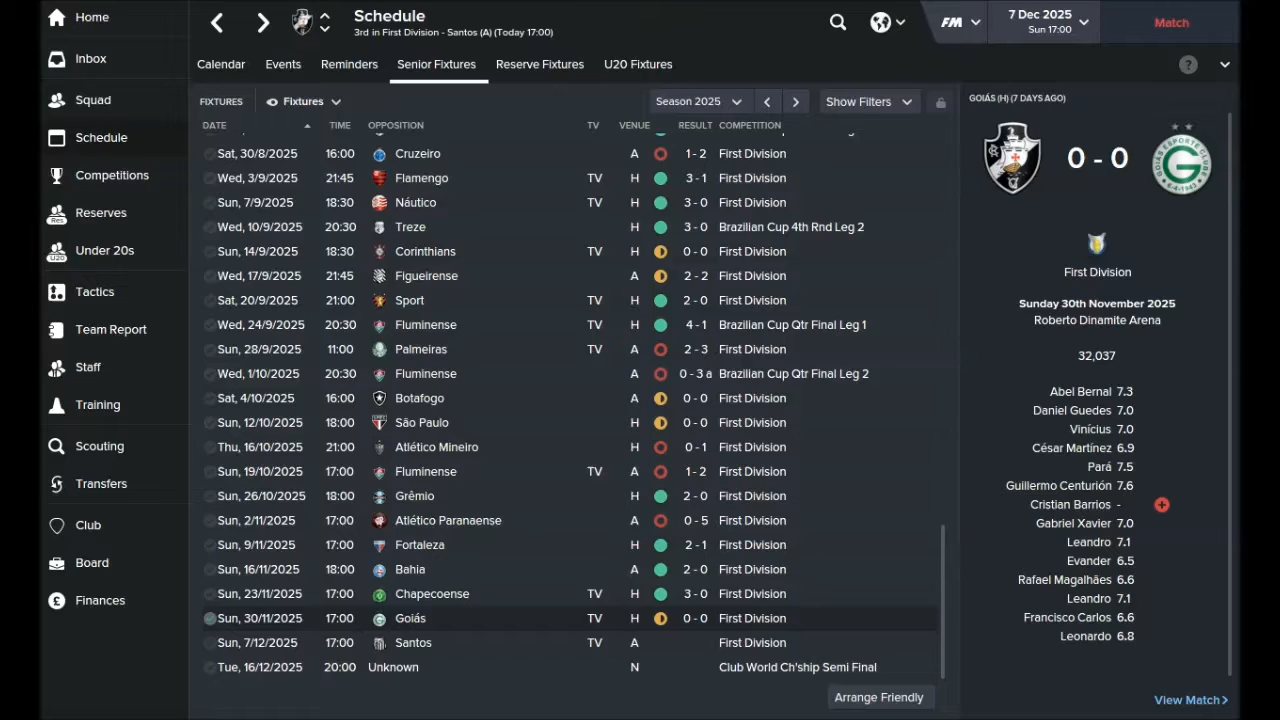 Home
Schedule
3rd in First Division - Santos (A) (Today 17:00)
FM
7 Dec 2025
Sun 17:00
Match
Inbox
Calendar Events Reminders Senior Fixtures Reserve Fixtures U20 Fixtures
?
Squad
Schedule
Competitions
Reserves
Res
Under 20s
U20
Tactics
Team Report
Staff
Training
Scouting
Transfers
Club
Board
£ Finances
FIXTURES Fixtures Season 2025 Show Filters
DATE TIME OPPOSITION TV VENUE RESULT COMPETITION
Sat, 30/8/2025 16:00 Cruzeiro A 1 - 2 First Division
Wed, 3/9/2025 21:45 Flamengo TV H 3 - 1 First Division
Sun, 7/9/2025 18:30 Náutico TV H 3 - 0 First Division
Wed, 10/9/2025 20:30 Treze H 3 - 0 Brazilian Cup 4th Rnd Leg 2
Sun, 14/9/2025 18:30 Corinthians TV H 0 - 0 First Division
Wed, 17/9/2025 21:45 Figueirense A 2 - 2 First Division
Sat, 20/9/2025 21:00 Sport TV H 2 - 0 First Division
Wed, 24/9/2025 20:30 Fluminense TV H 4 - 1 Brazilian Cup Qtr Final Leg 1
Sun, 28/9/2025 11:00 Palmeiras TV A 2 - 3 First Division
Wed, 1/10/2025 20:30 Fluminense A 0 - 3 a Brazilian Cup Qtr Final Leg 2
Sat, 4/10/2025 16:00 Botafogo A 0 - 0 First Division
Sun, 12/10/2025 18:00 São Paulo H 0 - 0 First Division
Thu, 16/10/2025 21:00 Atlético Mineiro H 0 - 1 First Division
Sun, 19/10/2025 17:00 Fluminense TV A 1 - 2 First Division
Sun, 26/10/2025 18:00 Grêmio H 2 - 0 First Division
Sun, 2/11/2025 17:00 Atlético Paranaense A 0 - 5 First Division
Sun, 9/11/2025 17:00 Fortaleza H 2 - 1 First Division
Sun, 16/11/2025 18:00 Bahia A 2 - 0 First Division
Sun, 23/11/2025 17:00 Chapecoense TV H 3 - 0 First Division
Sun, 30/11/2025 17:00 Goiás TV H 0 - 0 First Division
Sun, 7/12/2025 17:00 Santos TV A First Division
Tue, 16/12/2025 20:00 Unknown N Club World Ch'ship Semi Final
Arrange Friendly
GOIÁS (H) (7 DAYS AGO)
0 - 0
GOIÁS ESPORTE CLUBE
6-4-1943
First Division
Sunday 30th November 2025
Roberto Dinamite Arena
32,037
Abel Bernal 7.3
Daniel Guedes 7.0
Vinícius 7.0
César Martínez 6.9
Pará 7.5
Guillermo Centurión 7.6
Cristian Barrios -
Gabriel Xavier 7.0
Leandro 7.1
Evander 6.5
Rafael Magalhães 6.6
Leandro 7.1
Francisco Carlos 6.6
Leonardo 6.8
View Match